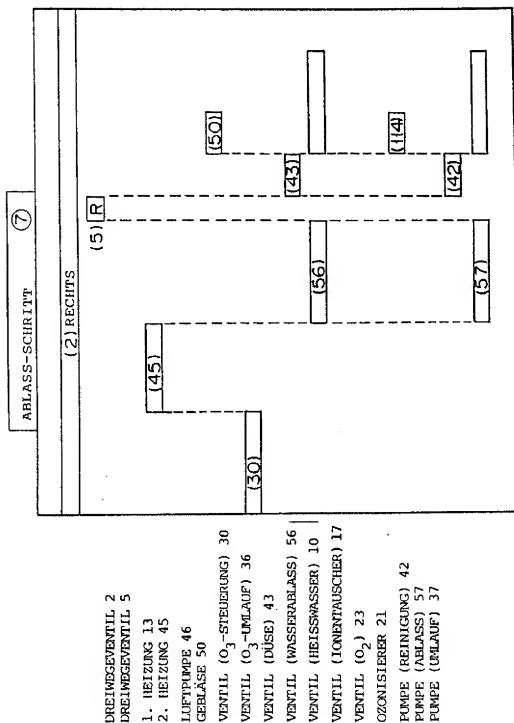 ABLASS-SCHRITT 7
(2) RECHTS
(5) R
(45)
(50)
(30)
(43)
(56)
(114)
(42)
(57)
DREIWEGEVENTIL 2
DREIWEGEVENTIL 5
1. HEIZUNG 13
2. HEIZUNG 45
LUFTPUMPE 46
GEBLÄSE 50
VENTIL (O₃-STEUERUNG) 30
VENTIL (O₃-UMLAUF) 36
VENTIL (DÜSE) 43
VENTIL (WASSERABLASS) 56
VENTIL (HEISSWASSER) 10
VENTIL (IONENTAUSCHER) 17
VENTIL (O₂) 23
OZONISIERER 21
PUMPE (REINIGUNG) 42
PUMPE (ABLASS) 57
PUMPE (UMLAUF) 37